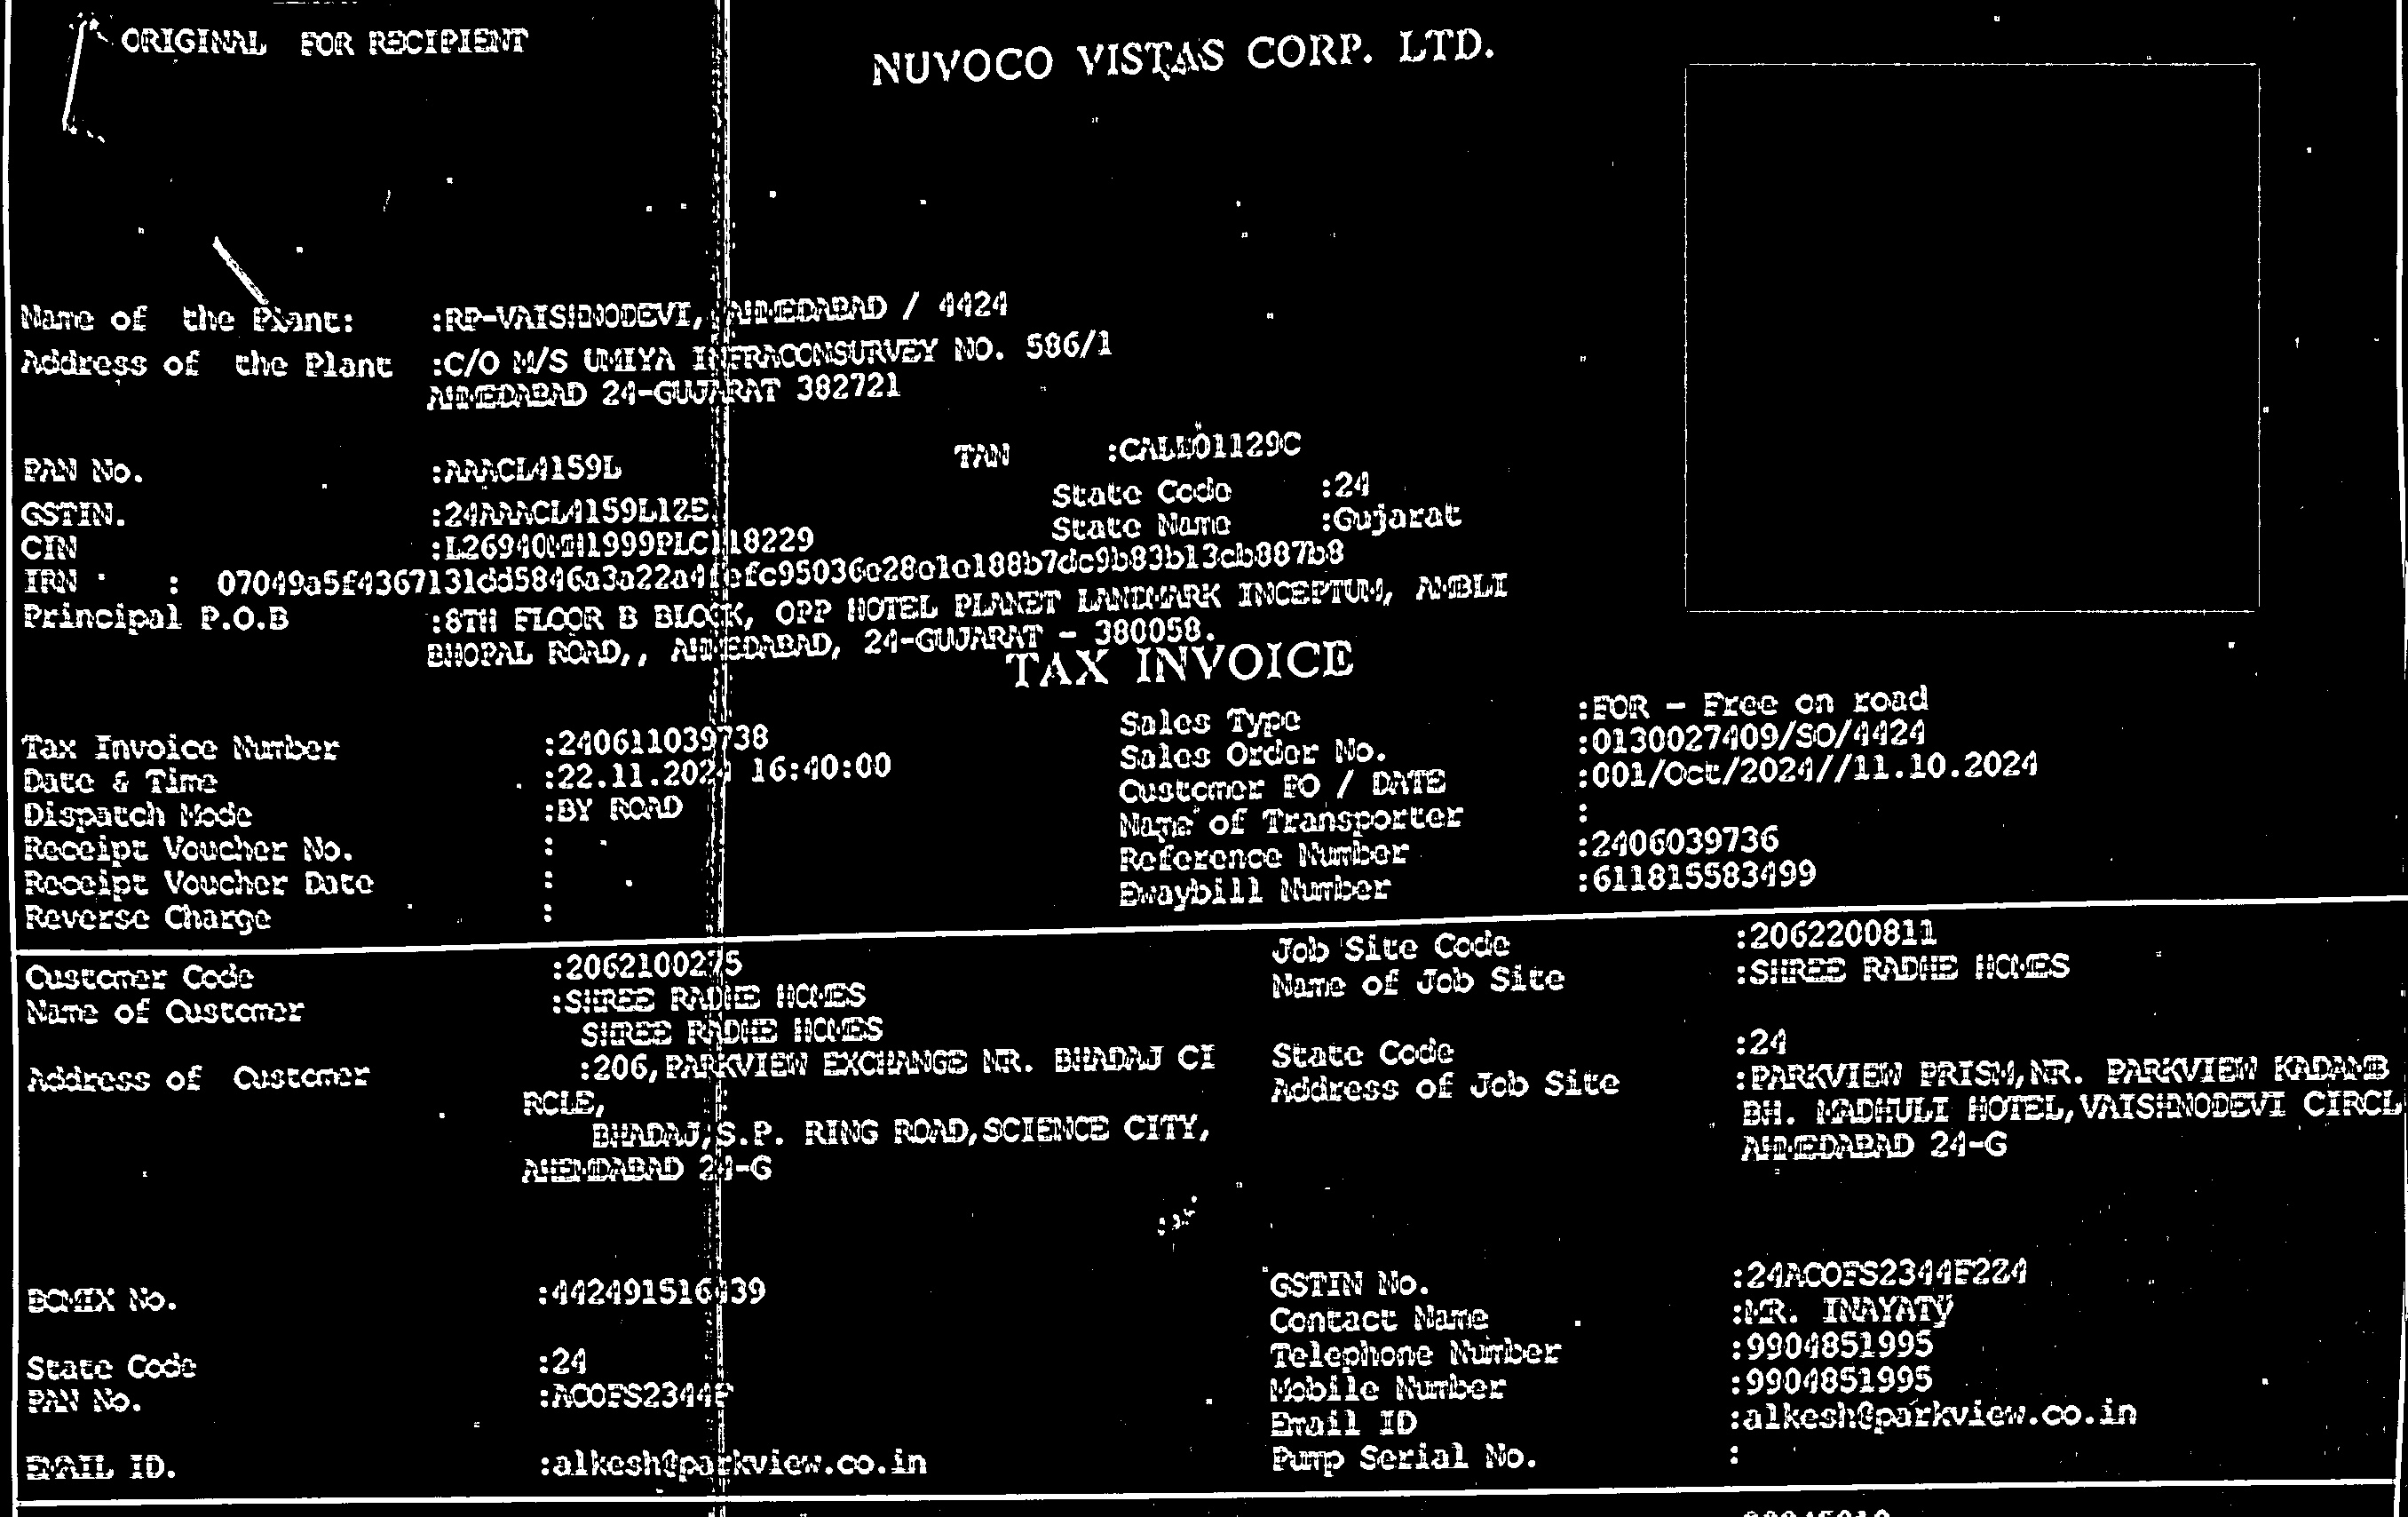 ORIGINAL FOR RECIPIENT
NUVOCO VISTAS CORP. LTD.
Name of the Plant: :RP-VAISHNODEVI, AHMEDABAD / 4424
Address of the Plant :C/O M/S UMIYA INFRACONSURVEY NO. 586/1
AHMEDABAD 24-GUJARAT 382721
PAN No. :AAACL4159L TAN :CALL01129C
State Code :24
GSTIN. :24AAACL4159L1ZE
State Name :Gujarat
CIN :L26940MH1999PLC118229
IRN : 07049a5f4367131dd5846a3a22a4fefc95036e28e1e188b7dc9b83b13cb887b8
Principal P.O.B :8TH FLOOR B BLOCK, OPP HOTEL PLANET LANDMARK INCEPTUM, AMBLI
BHOPAL ROAD,, AHMEDABAD, 24-GUJARAT - 380058.
TAX INVOICE
Tax Invoice Number :240611039738 Sales Type :FOR - Free on road
Date & Time :22.11.2024 16:40:00 Sales Order No. :0130027409/SO/4424
Dispatch Mode :BY ROAD Customer PO / DATE :001/Oct/2024//11.10.2024
Receipt Voucher No. : Name of Transporter :
Receipt Voucher Date : Reference Number :2406039736
Reverse Charge : Ewaybill Number :611815583499
Customer Code :2062100275 Job Site Code :2062200811
Name of Customer :SHREE RADHE HOMES Name of Job Site :SHREE RADHE HOMES
SHREE RADHE HOMES
Address of Customer :206,PARKVIEW EXCHANGE NR. BHADAJ CI State Code :24
RCLE, Address of Job Site :PARKVIEW PRISM,NR. PARKVIEW KADAMB
BHADAJ,S.P. RING ROAD,SCIENCE CITY, BH. MADHULI HOTEL,VAISHNODEVI CIRCL
AHEMDABAD 24-G AHMEDABAD 24-G
BCMIX No. :442491516439 GSTIN No. :24ACOFS2344F2Z4
Contact Name :MR. INAYATy
State Code :24 Telephone Number :9904851995
PAN No. :ACOFS2344F Mobile Number :9904851995
Email ID :alkesh@parkview.co.in
EMAIL ID. :alkesh@parkview.co.in Pump Serial No. :